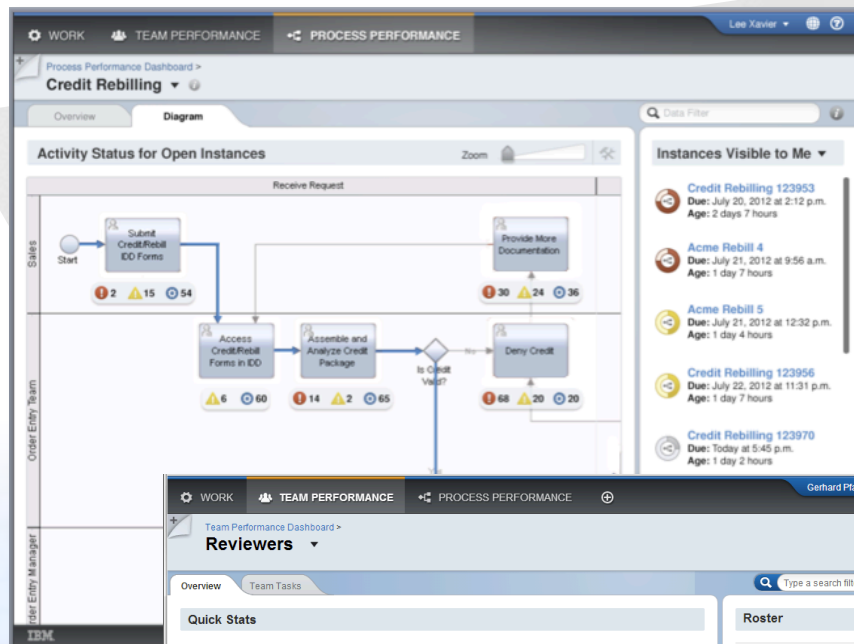 WORK TEAM PERFORMANCE PROCESS PERFORMANCE Lee Xavier
Process Performance Dashboard >
Credit Rebilling
Overview Diagram
Data Filter
Activity Status for Open Instances
Zoom
Instances Visible to Me
Receive Request
Sales
Start
Submit
Credit/Rebill
IDD Forms
2 15 54
Provide More
Documentation
30 24 36
Order Entry Team
Access
Credit/Rebill
Forms in IDD
6 60
Assemble and
Analyze Credit
Package
14 2 65
Is Credit
Valid?
No
Deny Credit
68 20 20
Yes
Order Entry Manager
Credit Rebilling 123953
Due: July 20, 2012 at 2:12 p.m.
Age: 2 days 7 hours
Acme Rebill 4
Due: July 21, 2012 at 9:56 a.m.
Age: 1 day 7 hours
Acme Rebill 5
Due: July 21, 2012 at 12:32 p.m.
Age: 1 day 4 hours
Credit Rebilling 123956
Due: July 22, 2012 at 11:31 p.m.
Age: 1 day 7 hours
Credit Rebilling 123970
Due: Today at 5:45 p.m.
Age: 1 day 2 hours
IBM
WORK TEAM PERFORMANCE PROCESS PERFORMANCE Gerhard Pfa
Team Performance Dashboard >
Reviewers
Overview Team Tasks
Type a search filte
Quick Stats
Roster